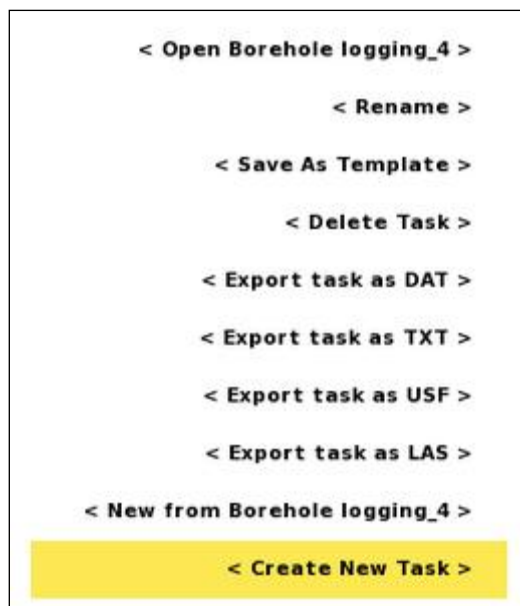 < Open Borehole logging_4 >
< Rename >
< Save As Template >
< Delete Task >
< Export task as DAT >
< Export task as TXT >
< Export task as USF >
< Export task as LAS >
< New from Borehole logging_4 >
< Create New Task >